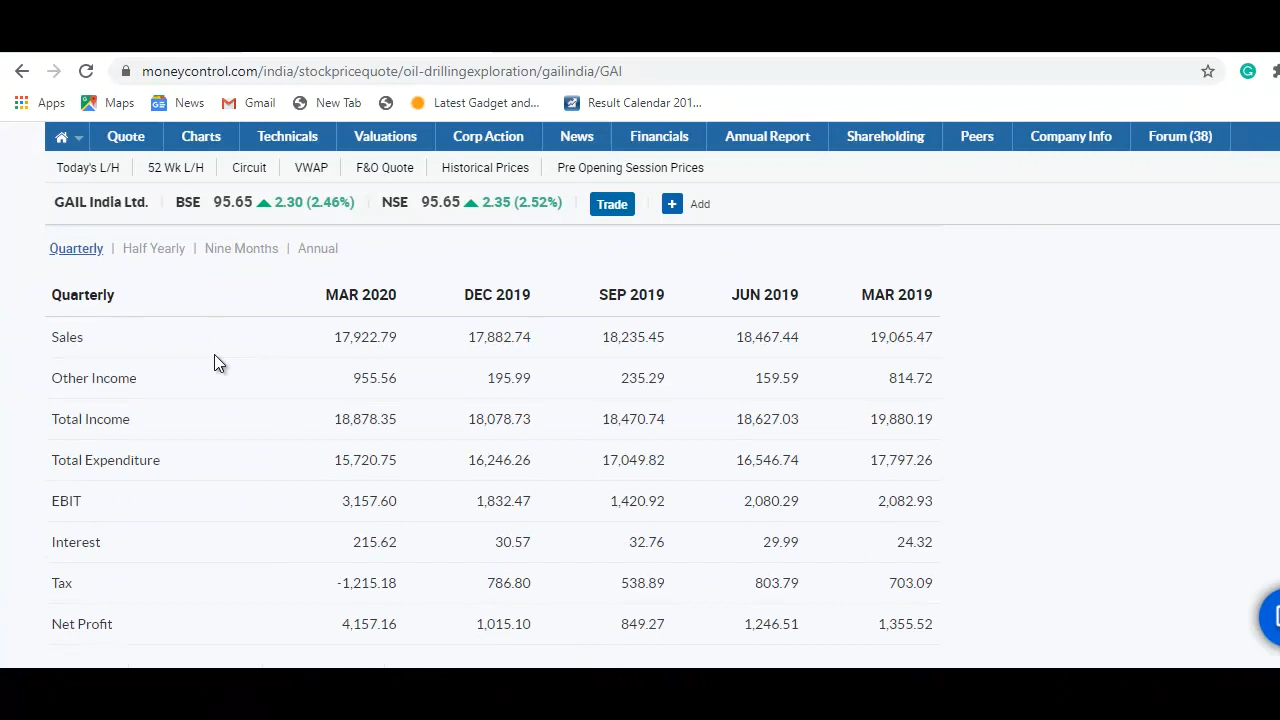 moneycontrol.com/india/stockpricequote/oil-drillingexploration/gailindia/GAI
Apps Maps News Gmail New Tab Latest Gadget and... Result Calendar 201...
Quote Charts Technicals Valuations Corp Action News Financials Annual Report Shareholding Peers Company Info Forum (38)
Today's L/H 52 Wk L/H Circuit VWAP F&O Quote Historical Prices Pre Opening Session Prices
GAIL India Ltd. BSE 95.65 2.30 (2.46%) NSE 95.65 2.35 (2.52%) Trade + Add
Quarterly | Half Yearly | Nine Months | Annual
Quarterly MAR 2020 DEC 2019 SEP 2019 JUN 2019 MAR 2019
Sales 17,922.79 17,882.74 18,235.45 18,467.44 19,065.47
Other Income 955.56 195.99 235.29 159.59 814.72
Total Income 18,878.35 18,078.73 18,470.74 18,627.03 19,880.19
Total Expenditure 15,720.75 16,246.26 17,049.82 16,546.74 17,797.26
EBIT 3,157.60 1,832.47 1,420.92 2,080.29 2,082.93
Interest 215.62 30.57 32.76 29.99 24.32
Tax -1,215.18 786.80 538.89 803.79 703.09
Net Profit 4,157.16 1,015.10 849.27 1,246.51 1,355.52